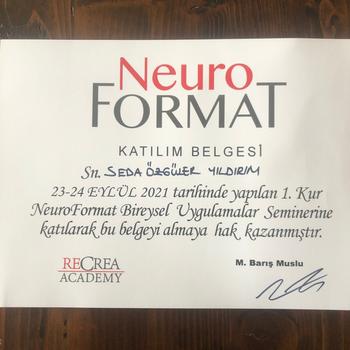 Neuro
FORMAT
KATILIM BELGESİ
Sn. SEDA ÖZGÜLER YILDIRIM
23-24 EYLÜL 2021 tarihinde yapılan 1. Kur
NeuroFormat Bireysel Uygulamalar Seminerine
katılarak bu belgeyi almaya hak kazanmıştır.
RECREA
ACADEMY
M. Barış Muslu